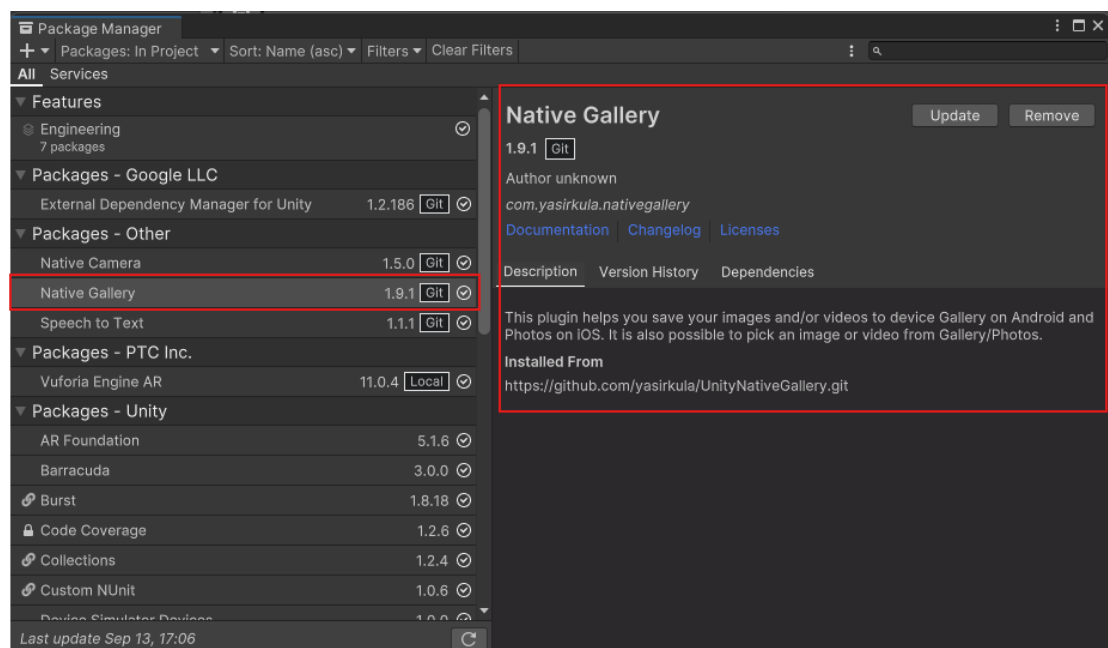 Package Manager
+ Packages: In Project Sort: Name (asc) Filters Clear Filters
All Services
Features
Engineering
7 packages
Packages - Google LLC
External Dependency Manager for Unity 1.2.186 Git
Packages - Other
Native Camera 1.5.0 Git
Native Gallery 1.9.1 Git
Speech to Text 1.1.1 Git
Packages - PTC Inc.
Vuforia Engine AR 11.0.4 Local
Packages - Unity
AR Foundation 5.1.6
Barracuda 3.0.0
Burst 1.8.18
Code Coverage 1.2.6
Collections 1.2.4
Custom NUnit 1.0.6
Device Simulator Devices 1.0.0
Last update Sep 13, 17:06
Native Gallery Update Remove
1.9.1 Git
Author unknown
com.yasirkula.nativegallery
Documentation Changelog Licenses
Description Version History Dependencies
This plugin helps you save your images and/or videos to device Gallery on Android and
Photos on iOS. It is also possible to pick an image or video from Gallery/Photos.
Installed From
https://github.com/yasirkula/UnityNativeGallery.git